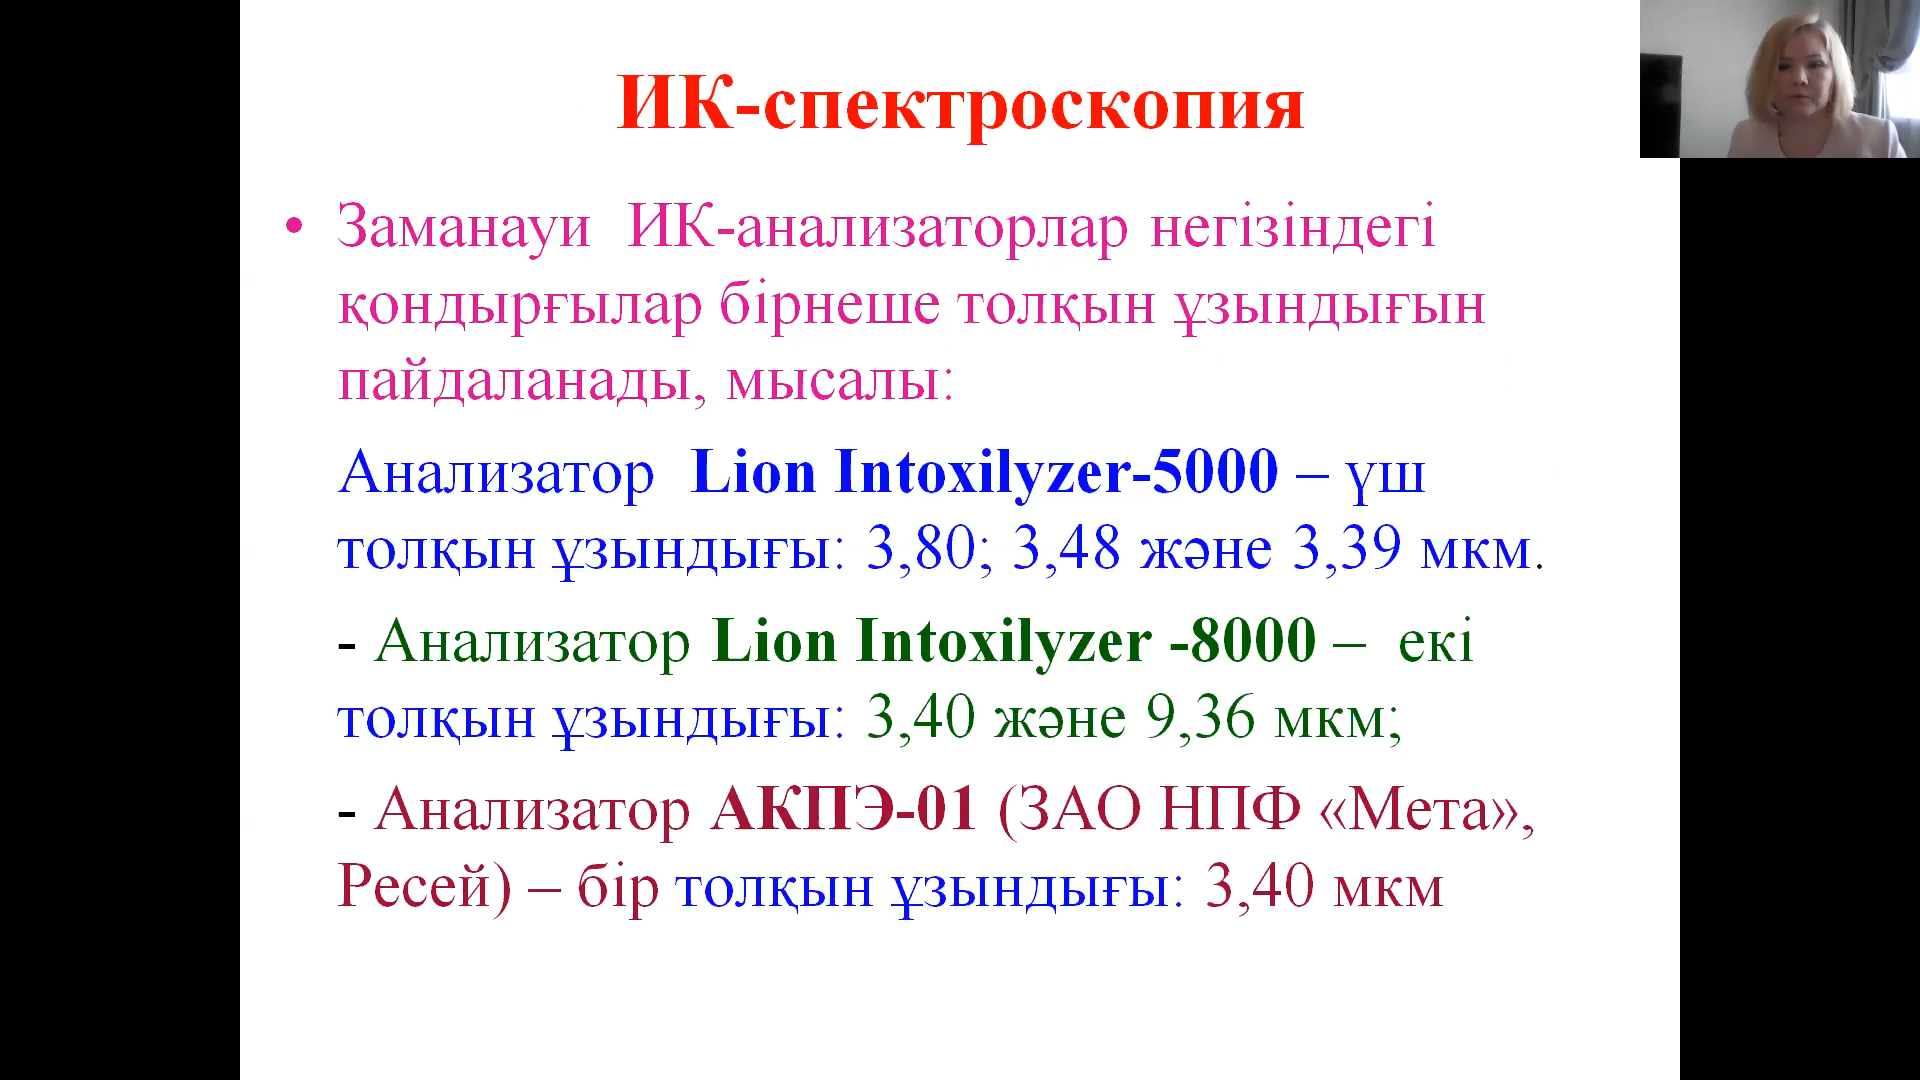 ИК-спектроскопия
• Заманауи ИК-анализаторлар негізіндегі
қондырғылар бірнеше толқын ұзындығын
пайдаланады, мысалы:
Анализатор Lion Intoxilyzer-5000 – үш
толқын ұзындығы: 3,80; 3,48 және 3,39 мкм.
- Анализатор Lion Intoxilyzer -8000 – екі
толқын ұзындығы: 3,40 және 9,36 мкм;
- Анализатор АКПЭ-01 (ЗАО НПФ «Мета»,
Ресей) – бір толқын ұзындығы: 3,40 мкм